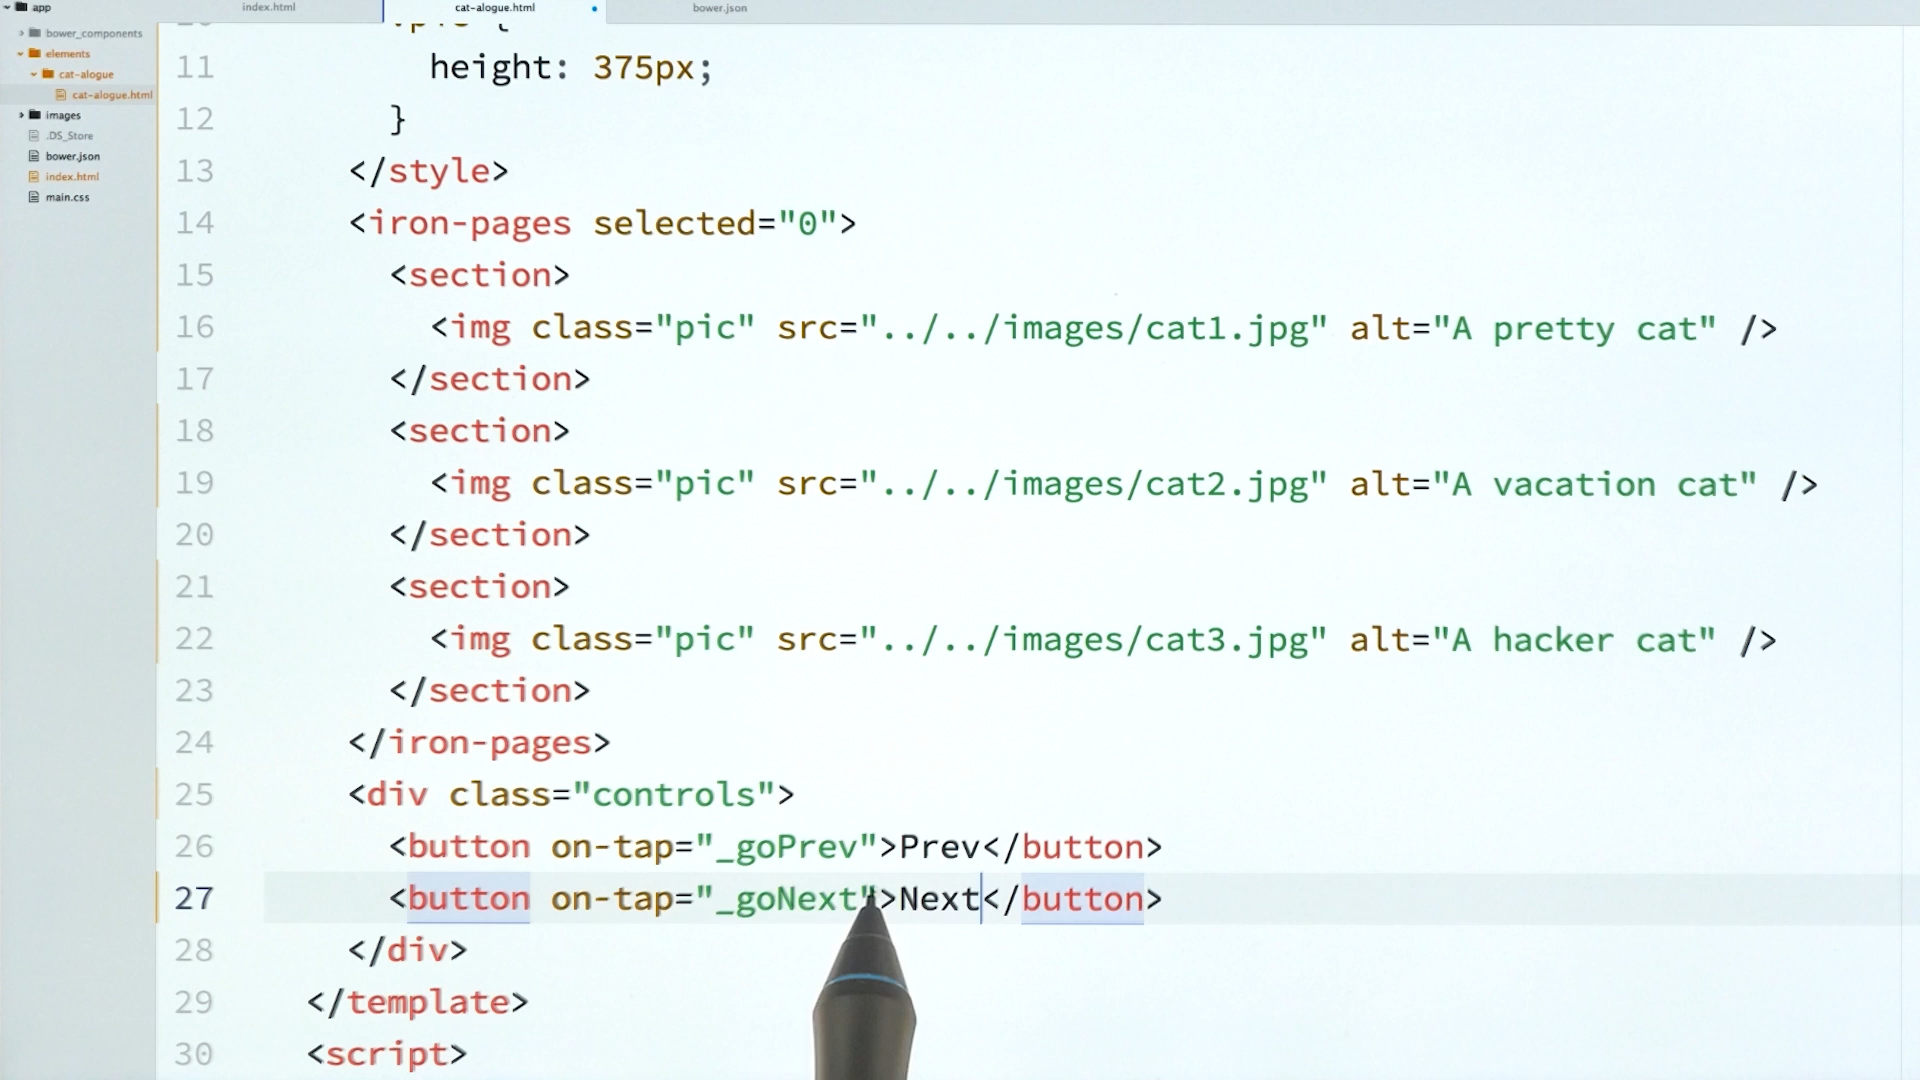 app
index.html
cat-alogue.html
bower.json
bower_components
elements
cat-alogue
cat-alogue.html
images
.DS_Store
bower.json
index.html
main.css
11 height: 375px;
12 }
13 </style>
14 <iron-pages selected="0">
15 <section>
16 <img class="pic" src="../../images/cat1.jpg" alt="A pretty cat" />
17 </section>
18 <section>
19 <img class="pic" src="../../images/cat2.jpg" alt="A vacation cat" />
20 </section>
21 <section>
22 <img class="pic" src="../../images/cat3.jpg" alt="A hacker cat" />
23 </section>
24 </iron-pages>
25 <div class="controls">
26 <button on-tap="_goPrev">Prev</button>
27 <button on-tap="_goNext">Next</button>
28 </div>
29 </template>
30 <script>